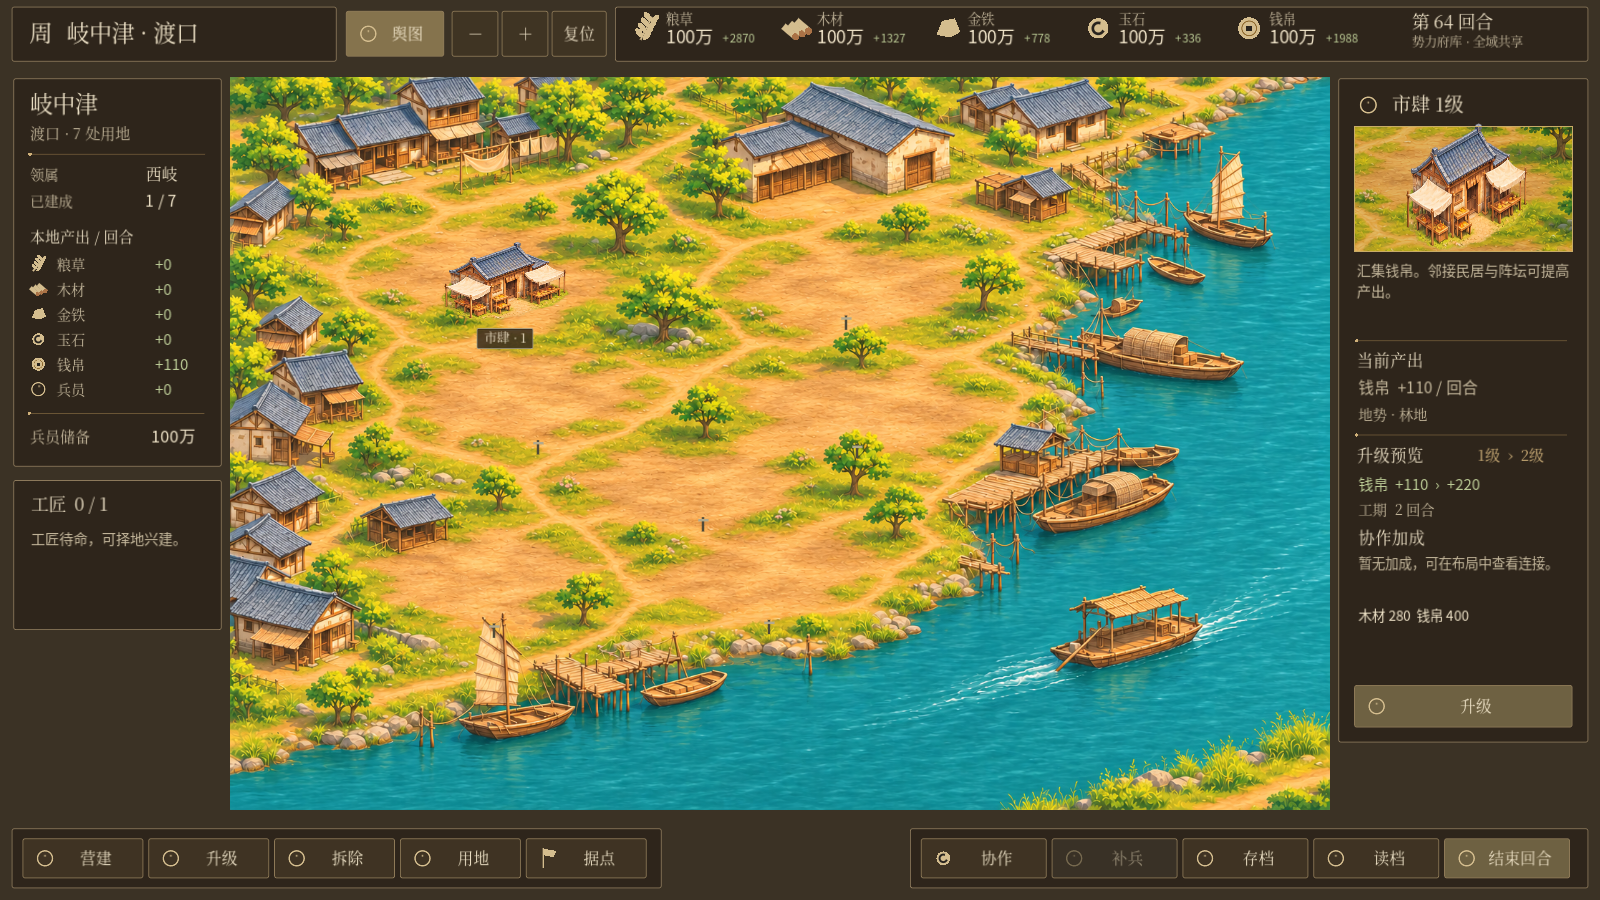 周 岐中津 · 渡口
舆图
− + 复位
粮草 100万 +2870
木材 100万 +1327
金铁 100万 +778
玉石 100万 +336
钱帛 100万 +1988
第 64 回合
势力府库 · 全域共享
岐中津
渡口 · 7 处用地
领属 西岐
已建成 1 / 7
本地产出 / 回合
粮草 +0
木材 +0
金铁 +0
玉石 +0
钱帛 +110
兵员 +0
兵员储备 100万
工匠 0 / 1
工匠待命，可择地兴建。
市肆 · 1
市肆 1级
汇集钱帛。邻接民居与阵坛可提高
产出。
当前产出
钱帛 +110 / 回合
地势 · 林地
升级预览 1级 › 2级
钱帛 +110 › +220
工期 2 回合
协作加成
暂无加成，可在布局中查看连接。
木材 280 钱帛 400
升级
营建 升级 拆除 用地 据点
协作 补兵 存档 读档 结束回合